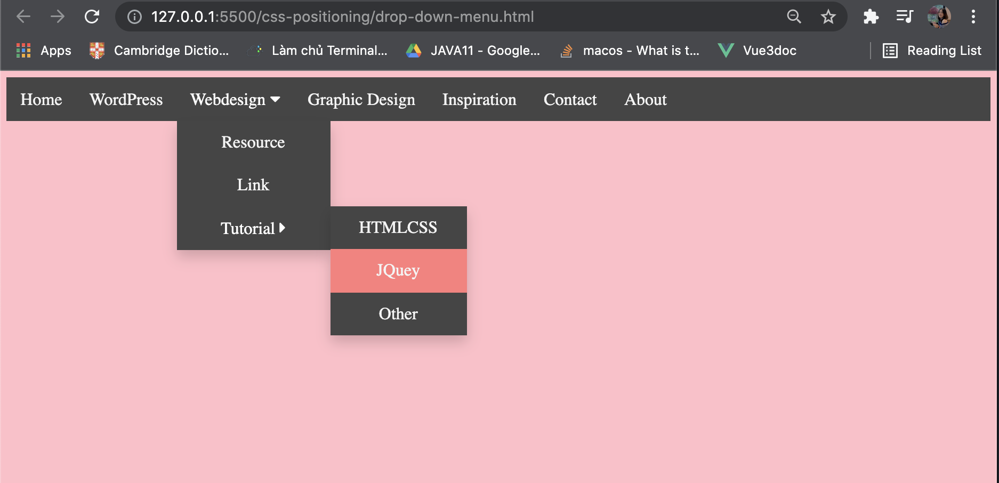 127.0.0.1:5500/css-positioning/drop-down-menu.html
Apps Cambridge Dictio... Làm chủ Terminal... JAVA11 - Google... macos - What is t... Vue3doc Reading List
Home WordPress Webdesign Graphic Design Inspiration Contact About
Resource
Link
Tutorial HTMLCSS
JQuey
Other